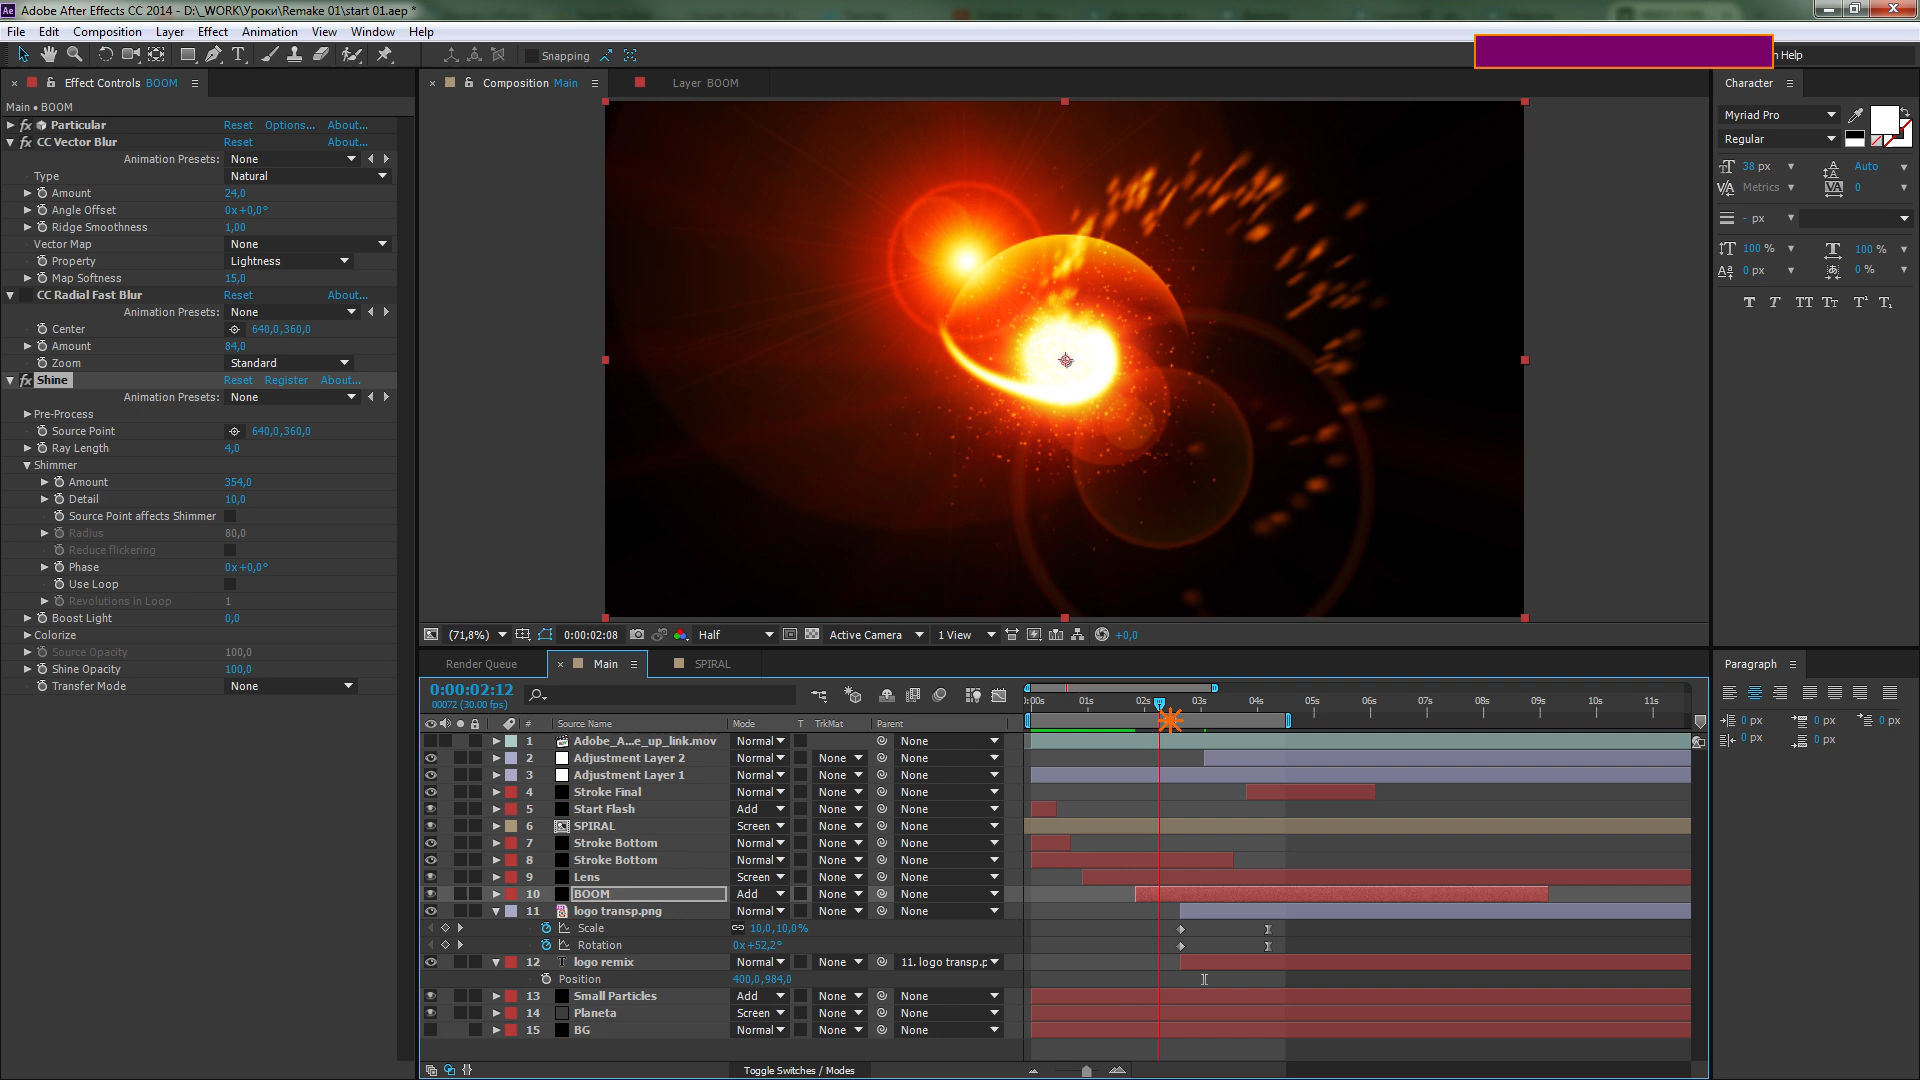 Adobe After Effects CC 2014 - D:\_WORK\Уроки\Remake 01\start 01.aep *
File Edit Composition Layer Effect Animation View Window Help
Snapping
Help
Effect Controls BOOM
Main • BOOM
Particular Reset Options... About...
CC Vector Blur Reset About...
Animation Presets: None
Type Natural
Amount 24,0
Angle Offset 0x+0,0°
Ridge Smoothness 1,00
Vector Map None
Property Lightness
Map Softness 15,0
CC Radial Fast Blur Reset About...
Animation Presets: None
Center 640,0,360,0
Amount 84,0
Zoom Standard
Shine Reset Register About...
Animation Presets: None
Pre-Process
Source Point 640,0,360,0
Ray Length 4,0
Shimmer
Amount 354,0
Detail 10,0
Source Point affects Shimmer
Radius 80,0
Reduce flickering
Phase 0x+0,0°
Use Loop
Revolutions in Loop 1
Boost Light 0,0
Colorize
Source Opacity 100,0
Shine Opacity 100,0
Transfer Mode None
Composition Main Layer BOOM
(71,8%) 0:00:02:08 Half Active Camera 1 View +0,0
Character
Myriad Pro
Regular
38 px Auto
Metrics 0
- px
100 % 100 %
0 px 0 %
Paragraph
0 px 0 px 0 px
0 px 0 px
Render Queue Main SPIRAL
0:00:02:12
00072 (30.00 fps)
# Source Name Mode T TrkMat Parent
):00s 01s 02s 03s 04s 05s 06s 07s 08s 09s 10s 11s
1 Adobe_A...e_up_link.mov Normal None
2 Adjustment Layer 2 Normal None None
3 Adjustment Layer 1 Normal None None
4 Stroke Final Normal None None
5 Start Flash Add None None
6 SPIRAL Screen None None
7 Stroke Bottom Normal None None
8 Stroke Bottom Normal None None
9 Lens Screen None None
10 BOOM Add None None
11 logo transp.png Normal None None
Scale 10,0,10,0%
Rotation 0x+52,2°
12 logo remix Normal None 11. logo transp.p
Position 400,0,984,0
13 Small Particles Add None None
14 Planeta Screen None None
15 BG Normal None None
Toggle Switches / Modes